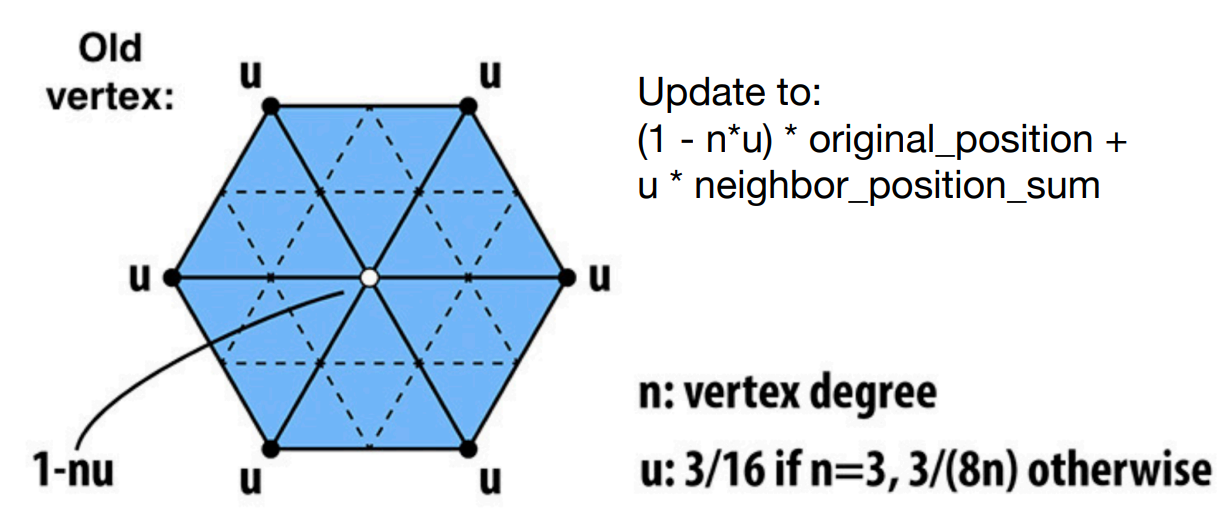 Old
vertex:
u
u
Update to:
(1 - n*u) * original_position +
u * neighbor_position_sum
u
u
n: vertex degree
1-nu
u
u
u: 3/16 if n=3, 3/(8n) otherwise